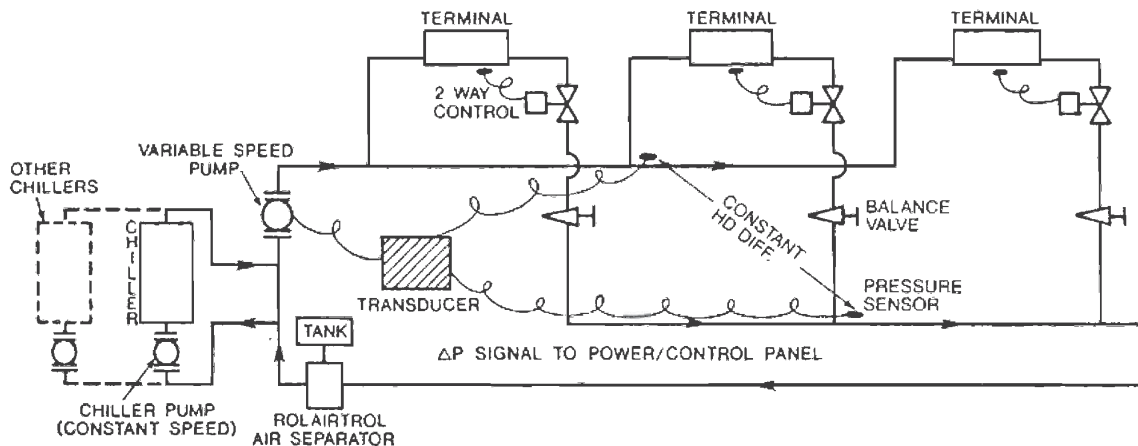 TERMINAL
TERMINAL
TERMINAL
2 WAY
CONTROL
VARIABLE SPEED
PUMP
OTHER
CHILLERS
CHILLER
CONSTANT
HD DIFF.
BALANCE
VALVE
TRANSDUCER
PRESSURE
SENSOR
TANK
ΔP SIGNAL TO POWER/CONTROL PANEL
CHILLER PUMP
(CONSTANT SPEED)
ROLAIRTROL
AIR SEPARATOR